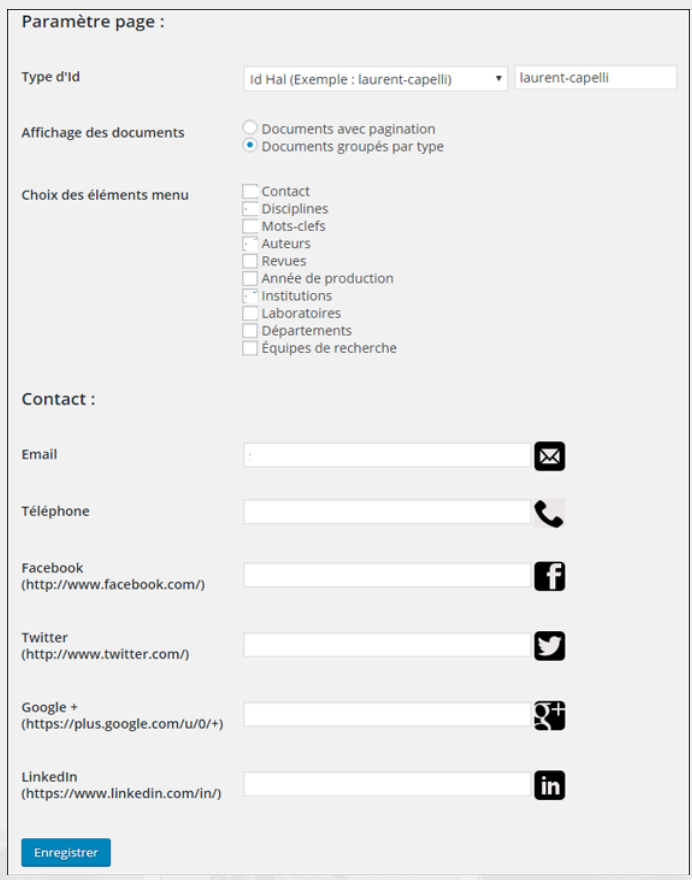 Paramètre page :
Type d'Id
Id Hal (Exemple : laurent-capelli)
laurent-capelli
Affichage des documents
Documents avec pagination
Documents groupés par type
Choix des éléments menu
Contact
Disciplines
Mots-clefs
Auteurs
Revues
Année de production
Institutions
Laboratoires
Départements
Équipes de recherche
Contact :
Email
Téléphone
Facebook
(http://www.facebook.com/)
Twitter
(http://www.twitter.com/)
Google +
(https://plus.google.com/u/0/+)
LinkedIn
(https://www.linkedin.com/in/)
Enregistrer